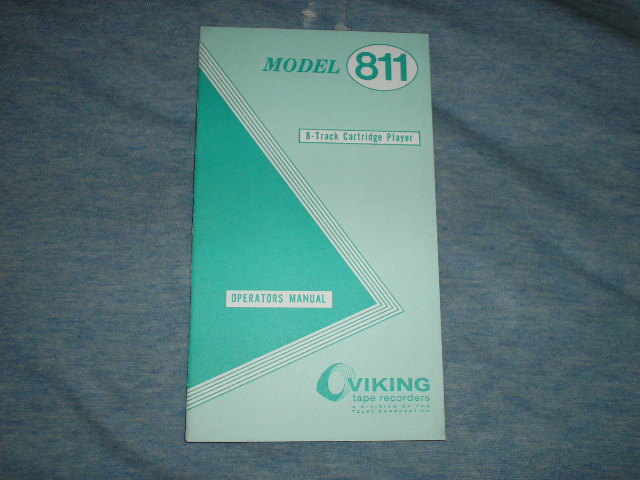 MODEL 811
8-Track Cartridge Player
OPERATORS MANUAL
VIKING
tape recorders
A DIVISION OF THE
TELEX CORPORATION